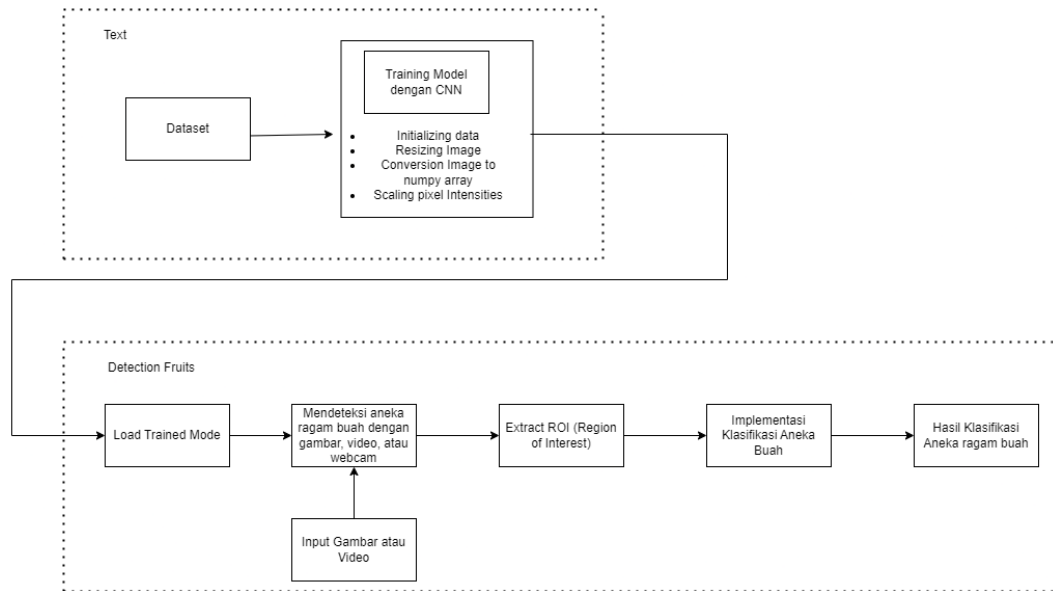 Text
Training Model
dengan CNN
Dataset
Initializing data
Resizing Image
Conversion Image to
numpy array
Scaling pixel Intensities
Detection Fruits
Load Trained Mode
Mendeteksi aneka
ragam buah dengan
gambar, video, atau
webcam
Extract ROI (Region
of Interest)
Implementasi
Klasifikasi Aneka
Buah
Hasil Klasifikasi
Aneka ragam buah
Input Gambar atau
Video